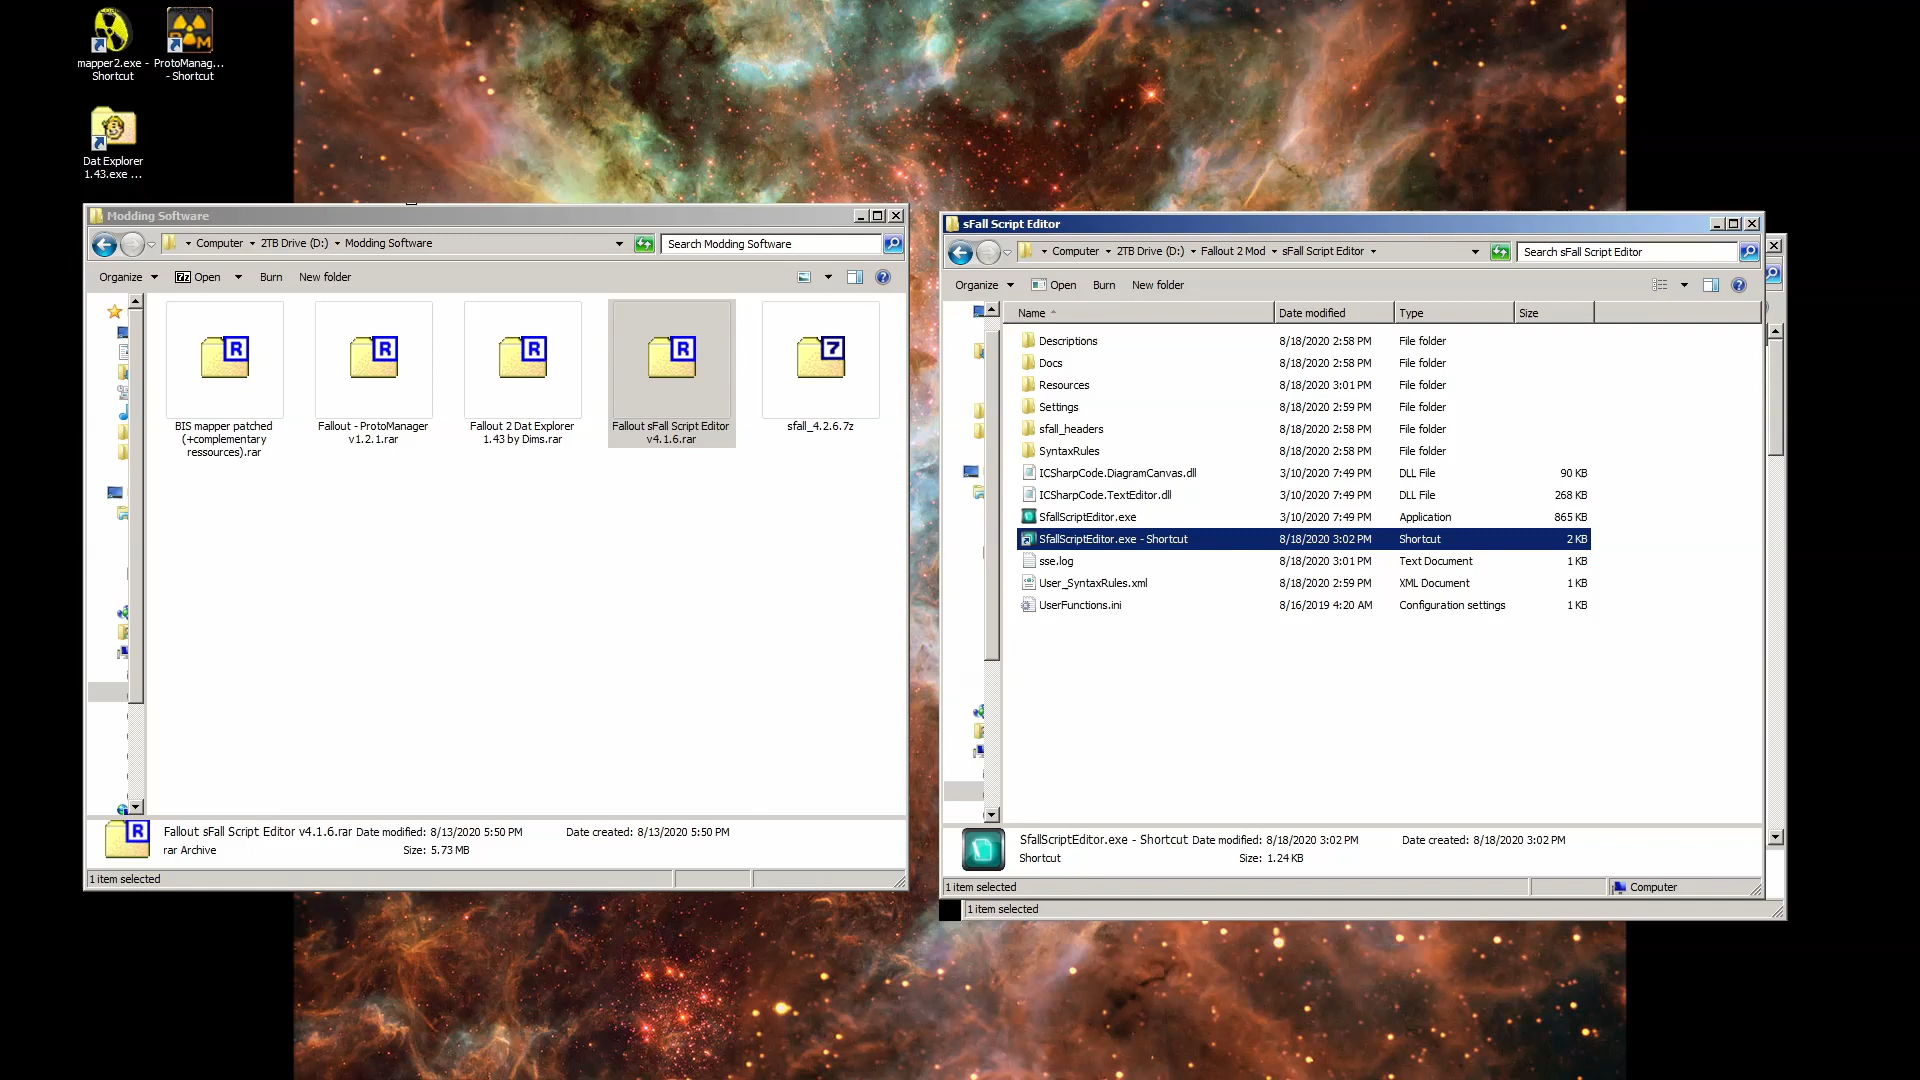 mapper2.exe -
Shortcut
ProtoManag...
- Shortcut
Dat Explorer
1.43.exe ...
Modding Software
Computer 2TB Drive (D:) Modding Software
Search Modding Software
Organize Open Burn New folder
BIS mapper patched
(+complementary
ressources).rar
Fallout - ProtoManager
v1.2.1.rar
Fallout 2 Dat Explorer
1.43 by Dims.rar
Fallout sFall Script Editor
v4.1.6.rar
sfall_4.2.6.7z
Fallout sFall Script Editor v4.1.6.rar Date modified: 8/13/2020 5:50 PM Date created: 8/13/2020 5:50 PM
rar Archive Size: 5.73 MB
1 item selected
sFall Script Editor
Computer 2TB Drive (D:) Fallout 2 Mod sFall Script Editor
Search sFall Script Editor
Organize Open Burn New folder
Name Date modified Type Size
Descriptions 8/18/2020 2:58 PM File folder
Docs 8/18/2020 2:58 PM File folder
Resources 8/18/2020 3:01 PM File folder
Settings 8/18/2020 2:59 PM File folder
sfall_headers 8/18/2020 2:58 PM File folder
SyntaxRules 8/18/2020 2:58 PM File folder
ICSharpCode.DiagramCanvas.dll 3/10/2020 7:49 PM DLL File 90 KB
ICSharpCode.TextEditor.dll 3/10/2020 7:49 PM DLL File 268 KB
SfallScriptEditor.exe 3/10/2020 7:49 PM Application 865 KB
SfallScriptEditor.exe - Shortcut 8/18/2020 3:02 PM Shortcut 2 KB
sse.log 8/18/2020 3:01 PM Text Document 1 KB
User_SyntaxRules.xml 8/18/2020 2:59 PM XML Document 1 KB
UserFunctions.ini 8/16/2019 4:20 AM Configuration settings 1 KB
SfallScriptEditor.exe - Shortcut Date modified: 8/18/2020 3:02 PM Date created: 8/18/2020 3:02 PM
Shortcut Size: 1.24 KB
1 item selected Computer
1 item selected